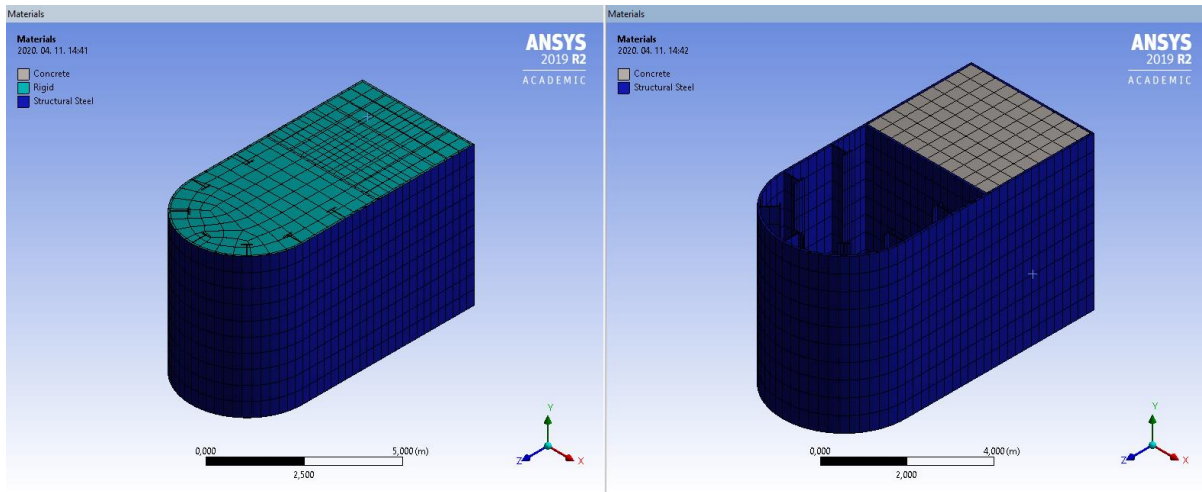 Materials
Materials
2020. 04. 11. 14:41
Concrete
Rigid
Structural Steel
ANSYS
2019 R2
ACADEMIC
Y
Z
X
0,000
5,000 (m)
2,500
Materials
Materials
2020. 04. 11. 14:42
Concrete
Structural Steel
ANSYS
2019 R2
ACADEMIC
Y
Z
X
0,000
4,000 (m)
2,000